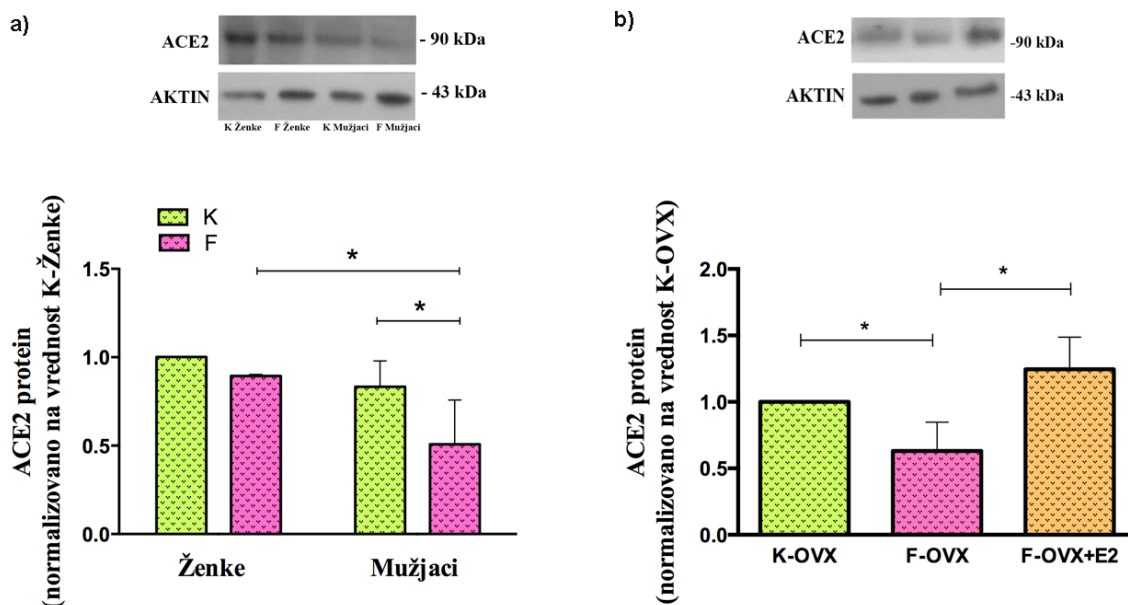 a)
ACE2
- 90 kDa
AKTIN
- 43 kDa
K Ženke F Ženke K Mužjaci F Mužjaci
K
F
*
*
ACE2 protein
(normalizovano na vrednost K-Ženke)
1.5
1.0
0.5
0.0
Ženke Mužjaci
b)
ACE2
-90 kDa
AKTIN
-43 kDa
*
*
ACE2 protein
(normalizovano na vrednost K-OVX)
2.0
1.5
1.0
0.5
0.0
K-OVX F-OVX F-OVX+E2